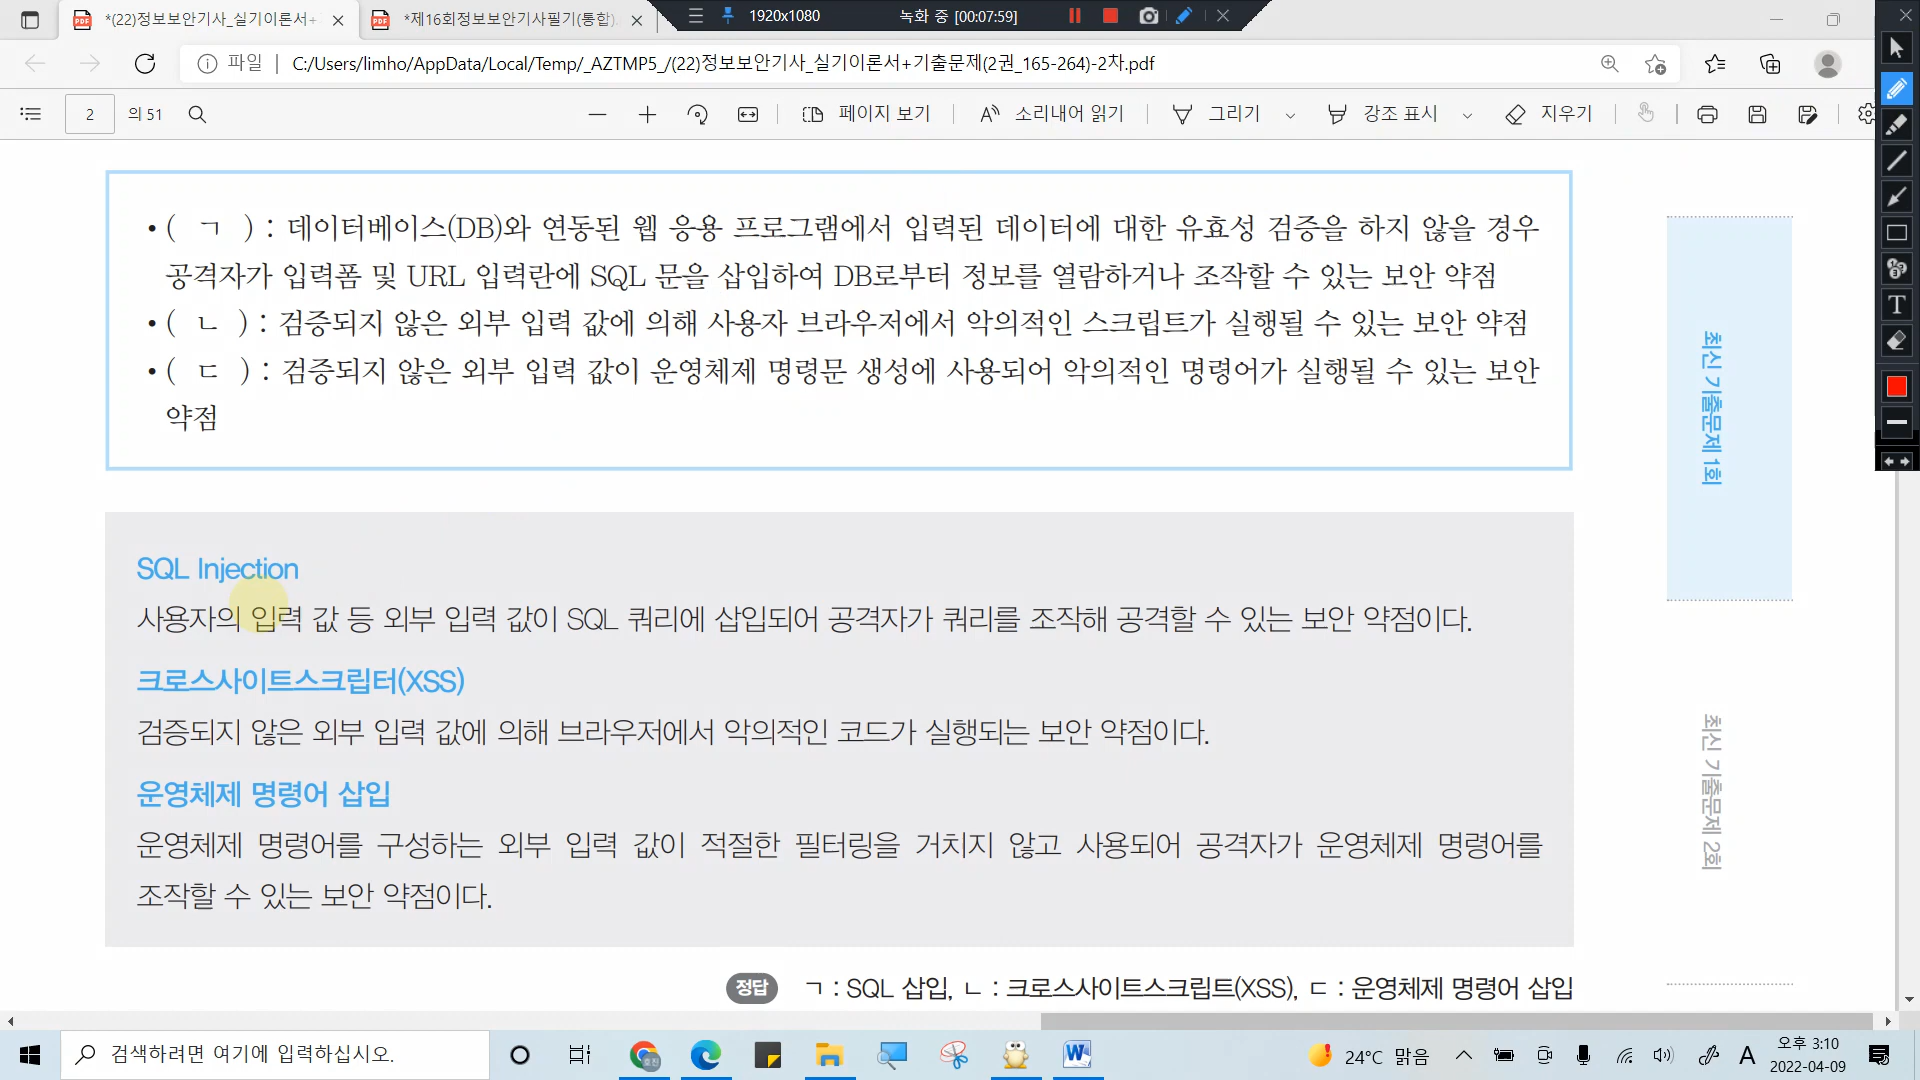 *(22)정보보안기사_실기이론서+
*제16회정보보안기사필기(통합)
1920x1080
녹화 중 [00:07:59]
파일
C:/Users/limho/AppData/Local/Temp/_AZTMP5_/(22)정보보안기사_실기이론서+기출문제(2권_165-264)-2차.pdf
2 의 51
페이지 보기
소리내어 읽기
그리기
강조 표시
지우기
• ( ㄱ ) : 데이터베이스(DB)와 연동된 웹 응용 프로그램에서 입력된 데이터에 대한 유효성 검증을 하지 않을 경우
공격자가 입력폼 및 URL 입력란에 SQL 문을 삽입하여 DB로부터 정보를 열람하거나 조작할 수 있는 보안 약점
• ( ㄴ ) : 검증되지 않은 외부 입력 값에 의해 사용자 브라우저에서 악의적인 스크립트가 실행될 수 있는 보안 약점
• ( ㄷ ) : 검증되지 않은 외부 입력 값이 운영체제 명령문 생성에 사용되어 악의적인 명령어가 실행될 수 있는 보안
약점
최신 기출문제 1회
SQL Injection
사용자의 입력 값 등 외부 입력 값이 SQL 쿼리에 삽입되어 공격자가 쿼리를 조작해 공격할 수 있는 보안 약점이다.
크로스사이트스크립터(XSS)
검증되지 않은 외부 입력 값에 의해 브라우저에서 악의적인 코드가 실행되는 보안 약점이다.
운영체제 명령어 삽입
운영체제 명령어를 구성하는 외부 입력 값이 적절한 필터링을 거치지 않고 사용되어 공격자가 운영체제 명령어를
조작할 수 있는 보안 약점이다.
최신 기출문제 2회
정답 ㄱ : SQL 삽입, ㄴ : 크로스사이트스크립트(XSS), ㄷ : 운영체제 명령어 삽입
검색하려면 여기에 입력하십시오.
24°C 맑음
A
오후 3:10
2022-04-09